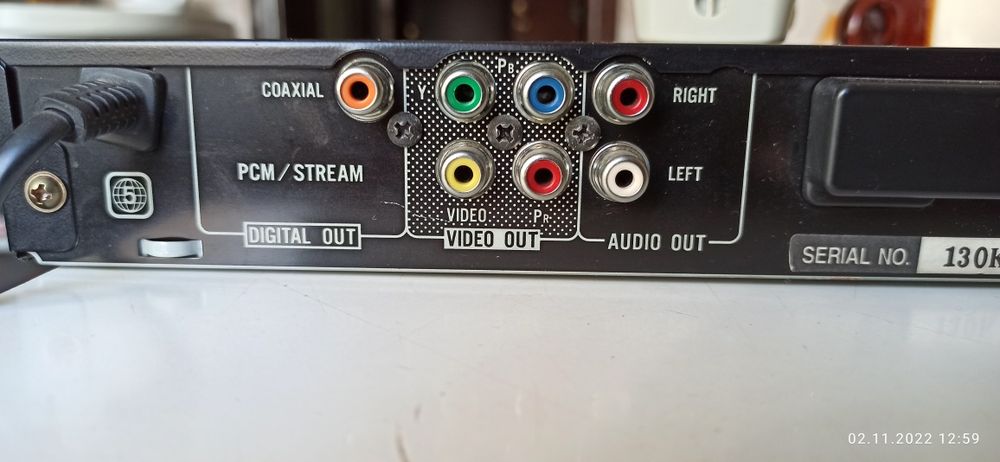 COAXIAL
PCM/STREAM
DIGITAL OUT
5
Y
PB
VIDEO
PR
VIDEO OUT
RIGHT
LEFT
AUDIO OUT
SERIAL NO. 130K
02.11.2022 12:59